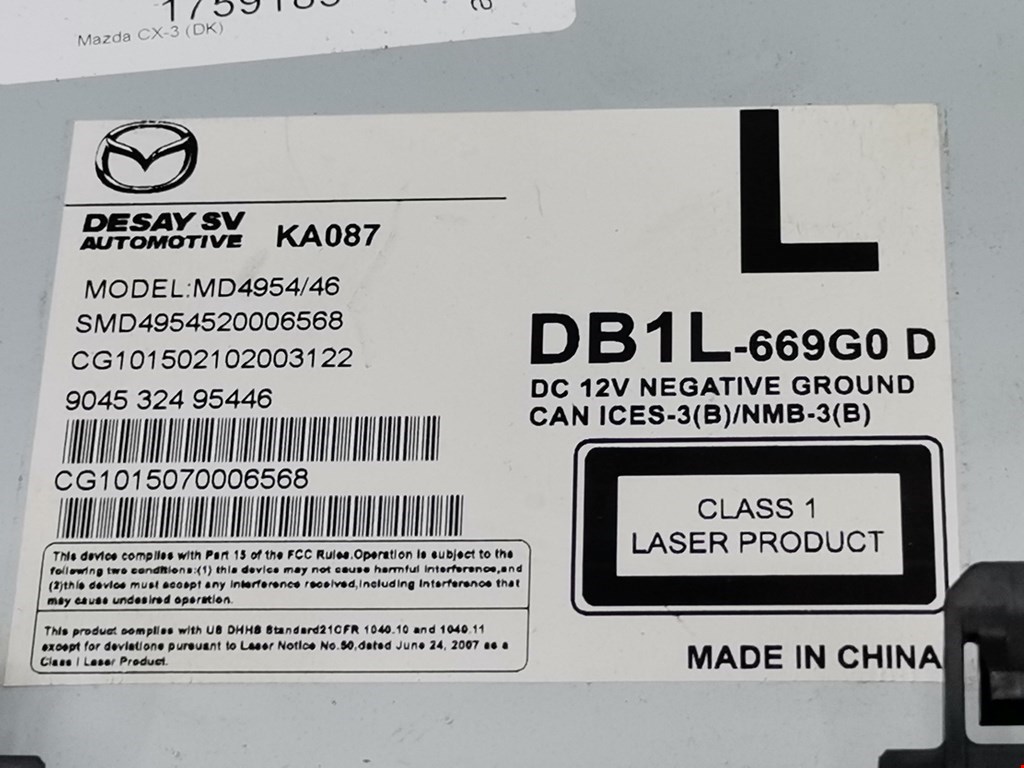 Mazda CX-3 (DK)
L
DESAY SV
AUTOMOTIVE KA087
MODEL:MD4954/46
SMD4954520006568
CG101502102003122
9045 324 95446
CG1015070006568
DB1L-669G0 D
DC 12V NEGATIVE GROUND
CAN ICES-3(B)/NMB-3(B)
CLASS 1
LASER PRODUCT
This device complies with Part 15 of the FCC Rules.Operation is subject to the
following two conditions:(1) this device may not cause harmful interference,and
(2)this device must accept any interference received,including interference that
may cause undesired operation.
This product complies with US DHHS Standard21CFR 1040.10 and 1040.11
except for deviations pursuant to Laser Notice No.50,dated June 24, 2007 as a
Class I Laser Product.
MADE IN CHINA